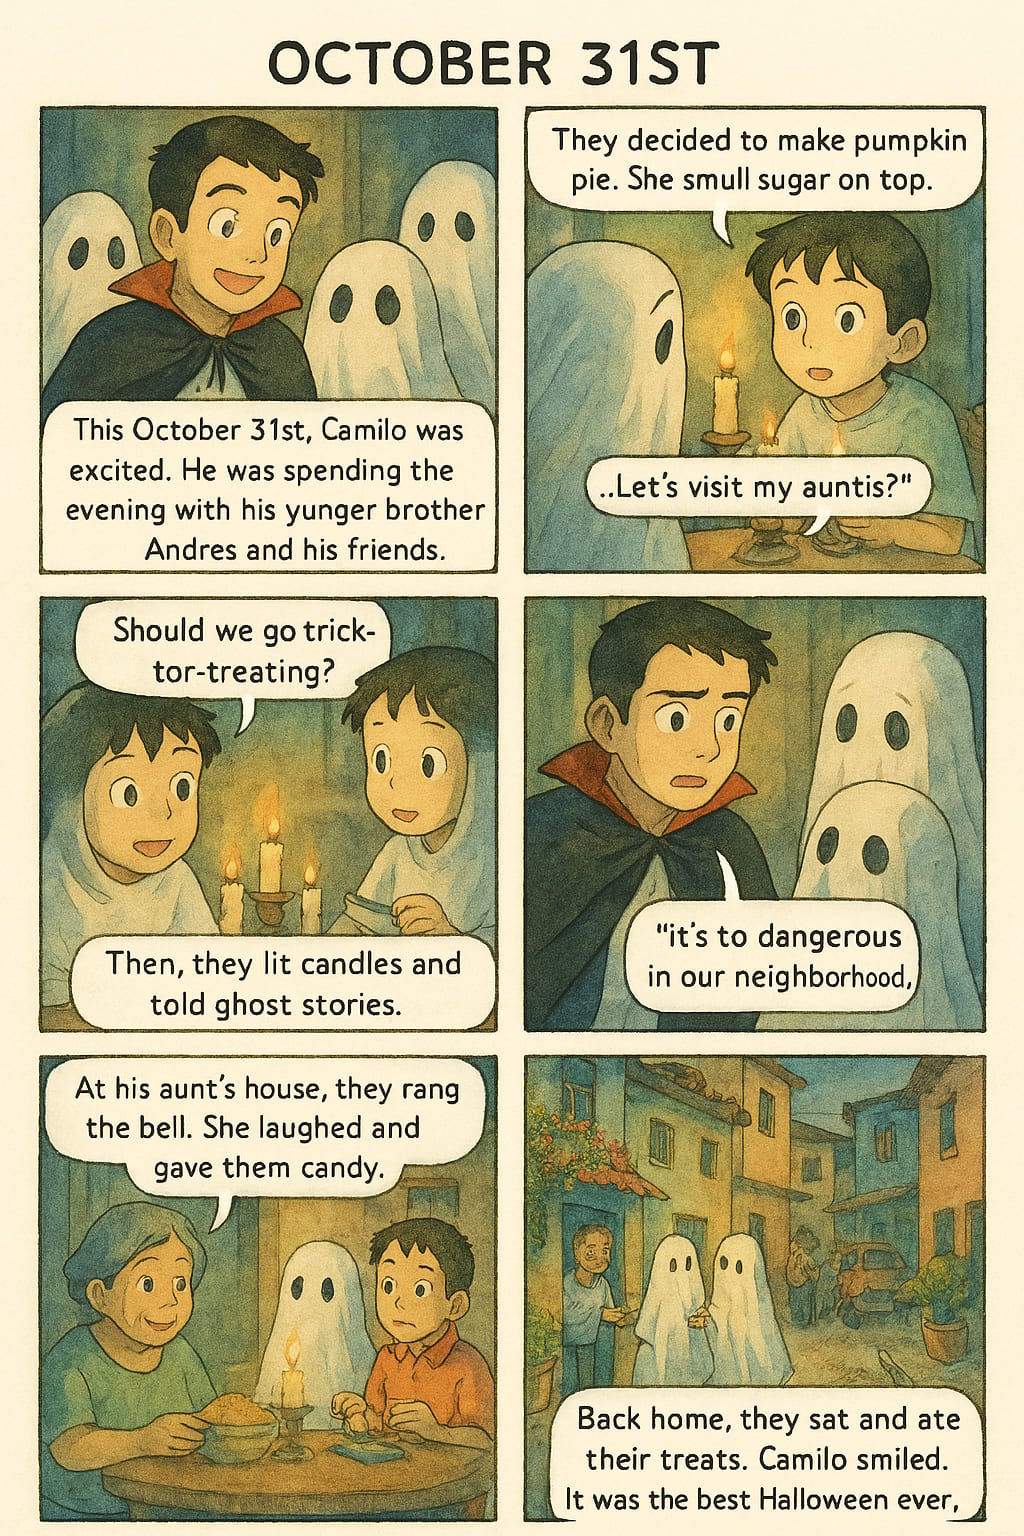 OCTOBER 31ST
This October 31st, Camilo was
excited. He was spending the
evening with his yunger brother
Andres and his friends.
They decided to make pumpkin
pie. She smull sugar on top.
..Let's visit my auntis?"
Should we go trick-
tor-treating?
Then, they lit candles and
told ghost stories.
"it's to dangerous
in our neighborhood,
At his aunt's house, they rang
the bell. She laughed and
gave them candy.
Back home, they sat and ate
their treats. Camilo smiled.
It was the best Halloween ever,